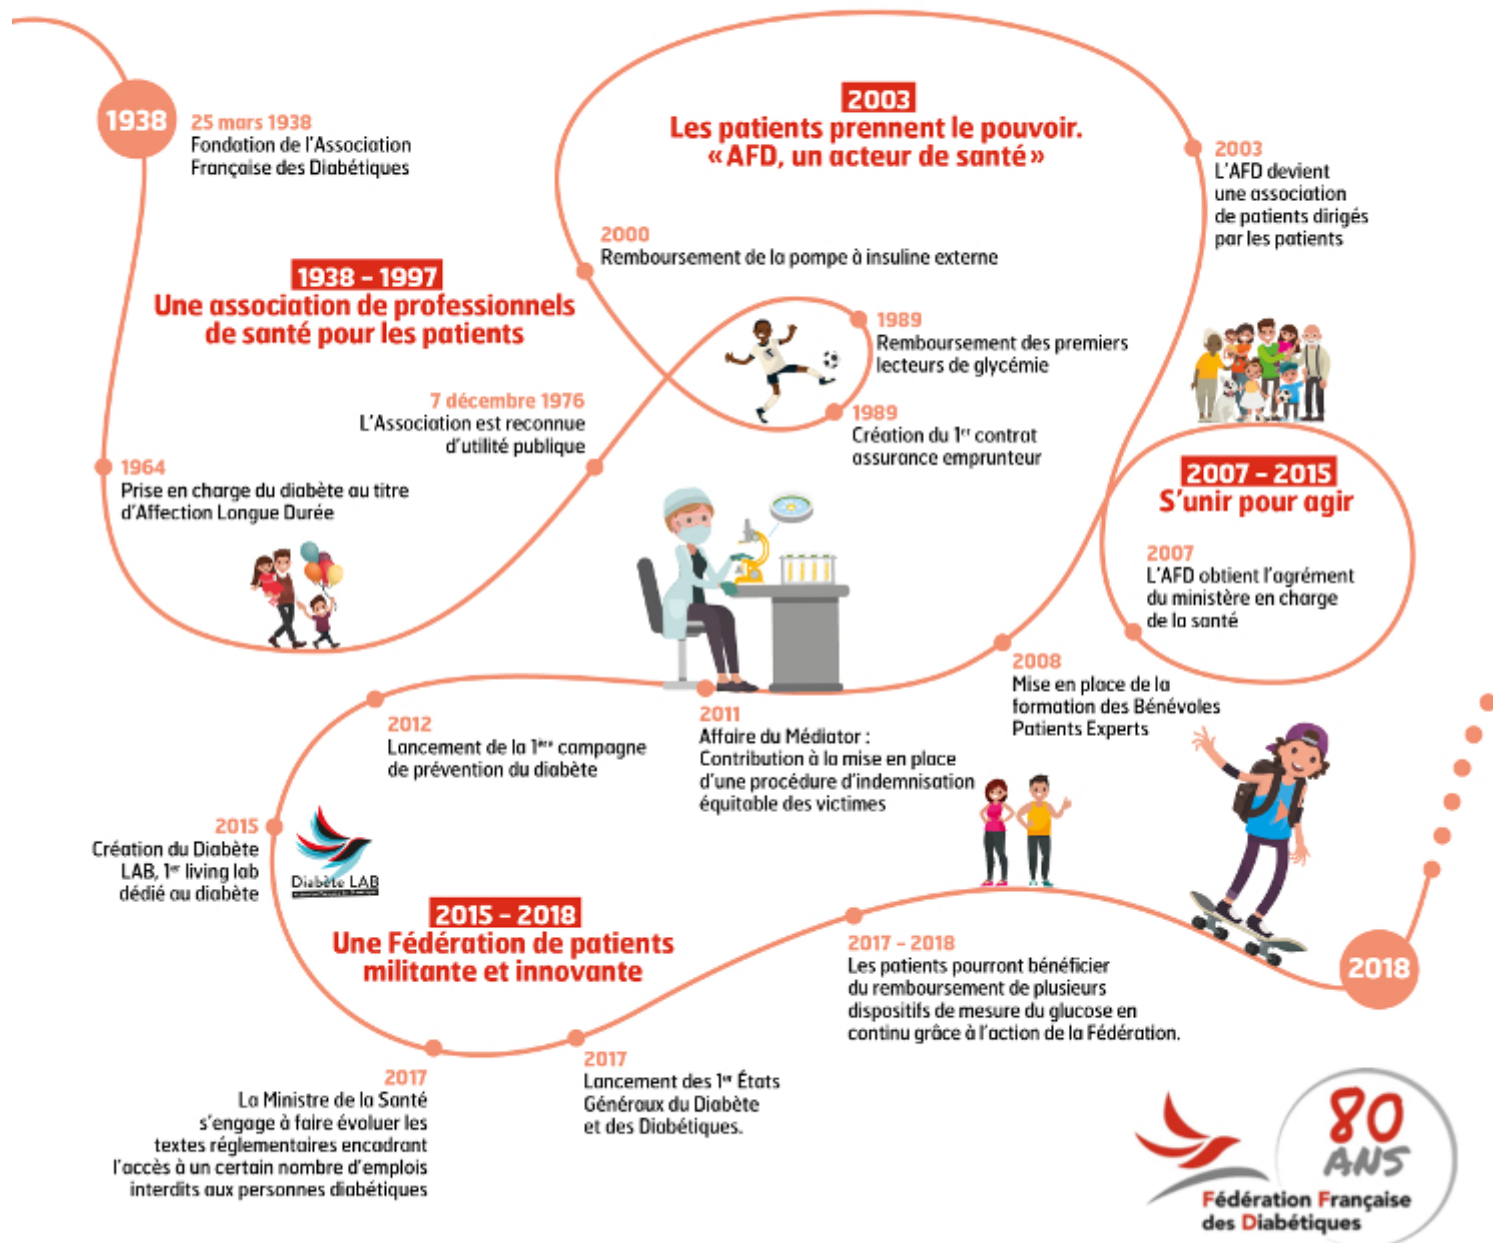 1938
25 mars 1938
Fondation de l'Association
Française des Diabétiques
1938 - 1997
Une association de professionnels
de santé pour les patients
1964
Prise en charge du diabète au titre
d'Affection Longue Durée
7 décembre 1976
L'Association est reconnue
d'utilité publique
1989
Remboursement des premiers
lecteurs de glycémie
1989
Création du 1er contrat
assurance emprunteur
2000
Remboursement de la pompe à insuline externe
2003
Les patients prennent le pouvoir.
« AFD, un acteur de santé »
2003
L'AFD devient
une association
de patients dirigés
par les patients
2007 - 2015
S'unir pour agir
2007
L'AFD obtient l'agrément
du ministère en charge
de la santé
2008
Mise en place de la
formation des Bénévoles
Patients Experts
2011
Affaire du Médiator :
Contribution à la mise en place
d'une procédure d'indemnisation
équitable des victimes
2012
Lancement de la 1ère campagne
de prévention du diabète
2015
Création du Diabète
LAB, 1er living lab
dédié au diabète
Diabète LAB
2015 - 2018
Une Fédération de patients
militante et innovante
2017
La Ministre de la Santé
s'engage à faire évoluer les
textes réglementaires encadrant
l'accès à un certain nombre d'emplois
interdits aux personnes diabétiques
2017
Lancement des 1er États
Généraux du Diabète
et des Diabétiques.
2017 - 2018
Les patients pourront bénéficier
du remboursement de plusieurs
dispositifs de mesure du glucose en
continu grâce à l'action de la Fédération.
2018
80
ANS
Fédération Française
des Diabétiques